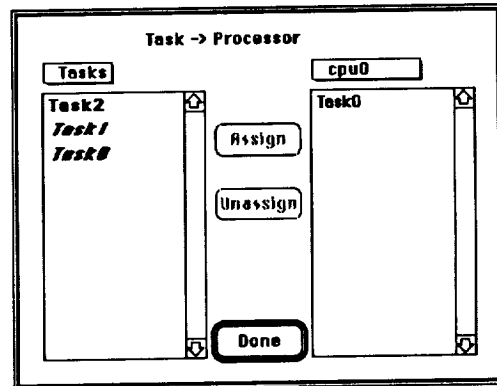 Task -> Processor
Tasks
cpu0
Task2
Task1
Task0
Task0
Assign
Unassign
Done